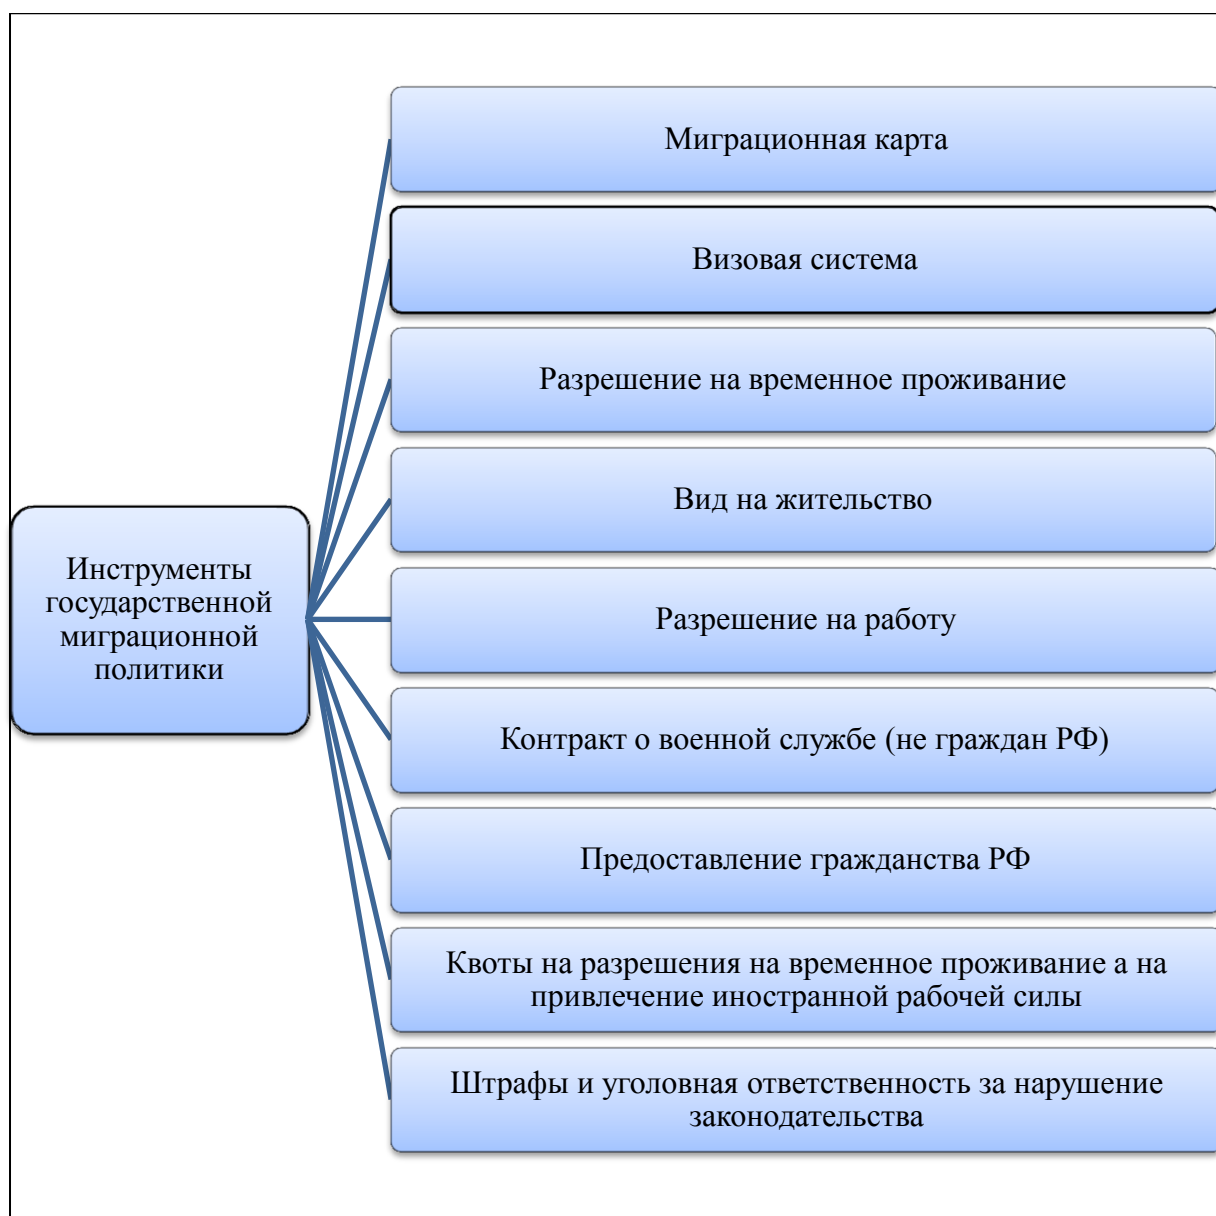 Миграционная карта
Визовая система
Разрешение на временное проживание
Вид на жительство
Инструменты
государственной
миграционной
политики
Разрешение на работу
Контракт о военной службе (не граждан РФ)
Предоставление гражданства РФ
Квоты на разрешения на временное проживание а на
привлечение иностранной рабочей силы
Штрафы и уголовная ответственность за нарушение
законодательства